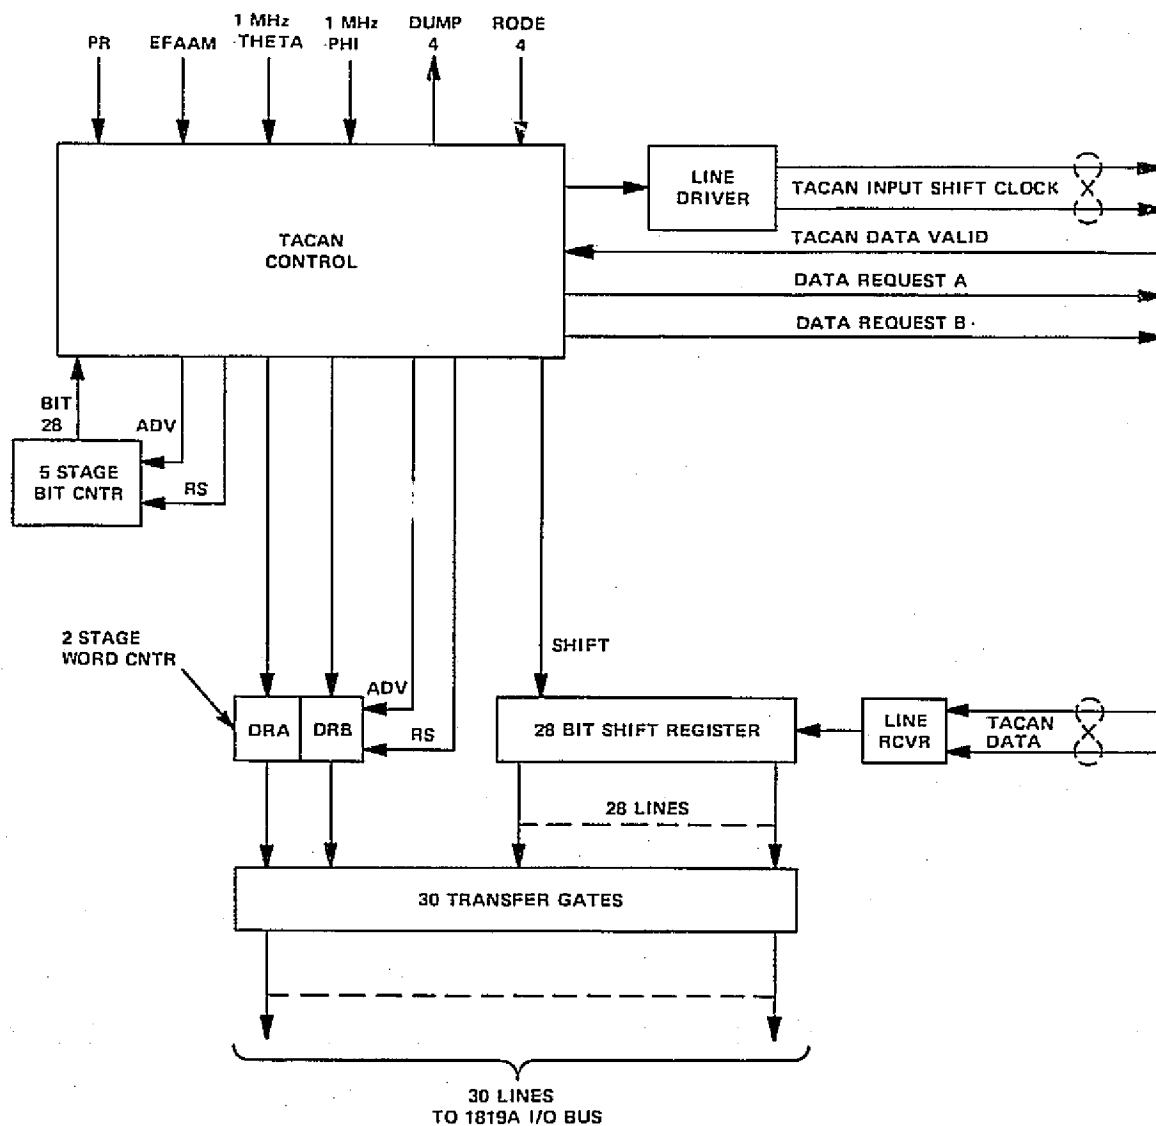 PR
EFAAM
1 MHz
THETA
1 MHz
PHI
DUMP
4
RODE
4
TACAN
CONTROL
LINE
DRIVER
TACAN INPUT SHIFT CLOCK
TACAN DATA VALID
DATA REQUEST A
DATA REQUEST B
BIT
28
ADV
RS
5 STAGE
BIT CNTR
2 STAGE
WORD CNTR
SHIFT
ADV
RS
DRA
DRB
28 BIT SHIFT REGISTER
LINE
RCVR
TACAN
DATA
28 LINES
30 TRANSFER GATES
30 LINES
TO 1819A I/O BUS